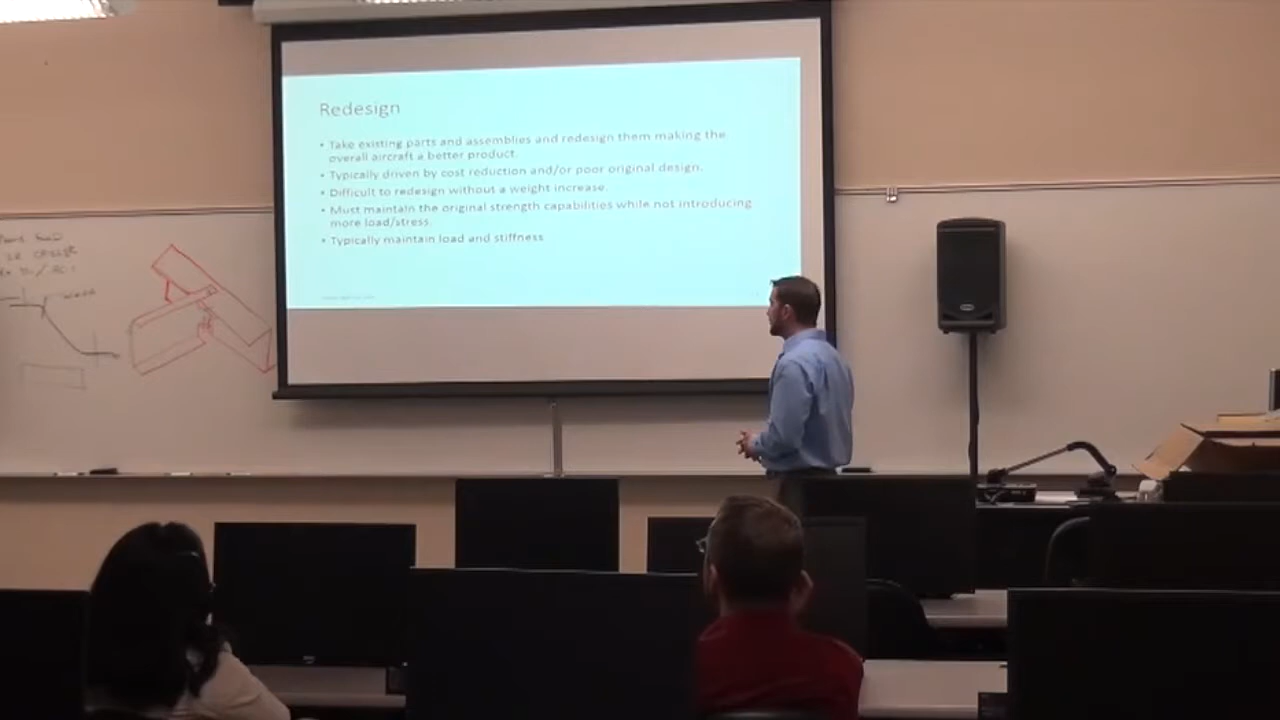 Redesign
• Take existing parts and assemblies and redesign them making the
overall aircraft a better product.
• Typically driven by cost reduction and/or poor original design.
• Difficult to redesign without a weight increase.
• Must maintain the original strength capabilities while not introducing
more load/stress.
• Typically maintain load and stiffness